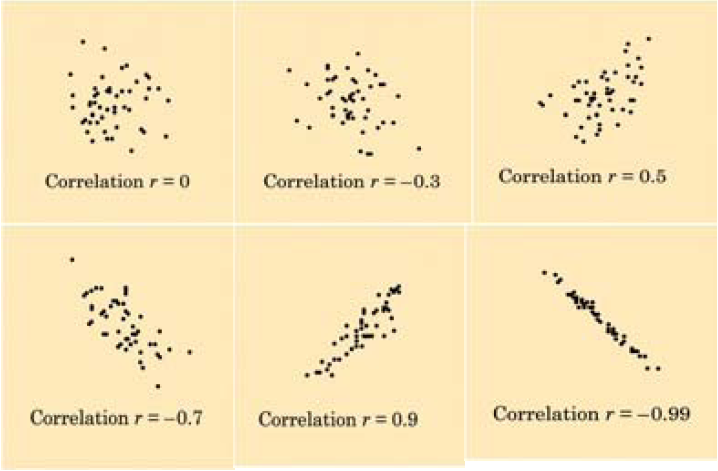 Correlation r = 0
Correlation r = −0.3
Correlation r = 0.5
Correlation r = −0.7
Correlation r = 0.9
Correlation r = −0.99